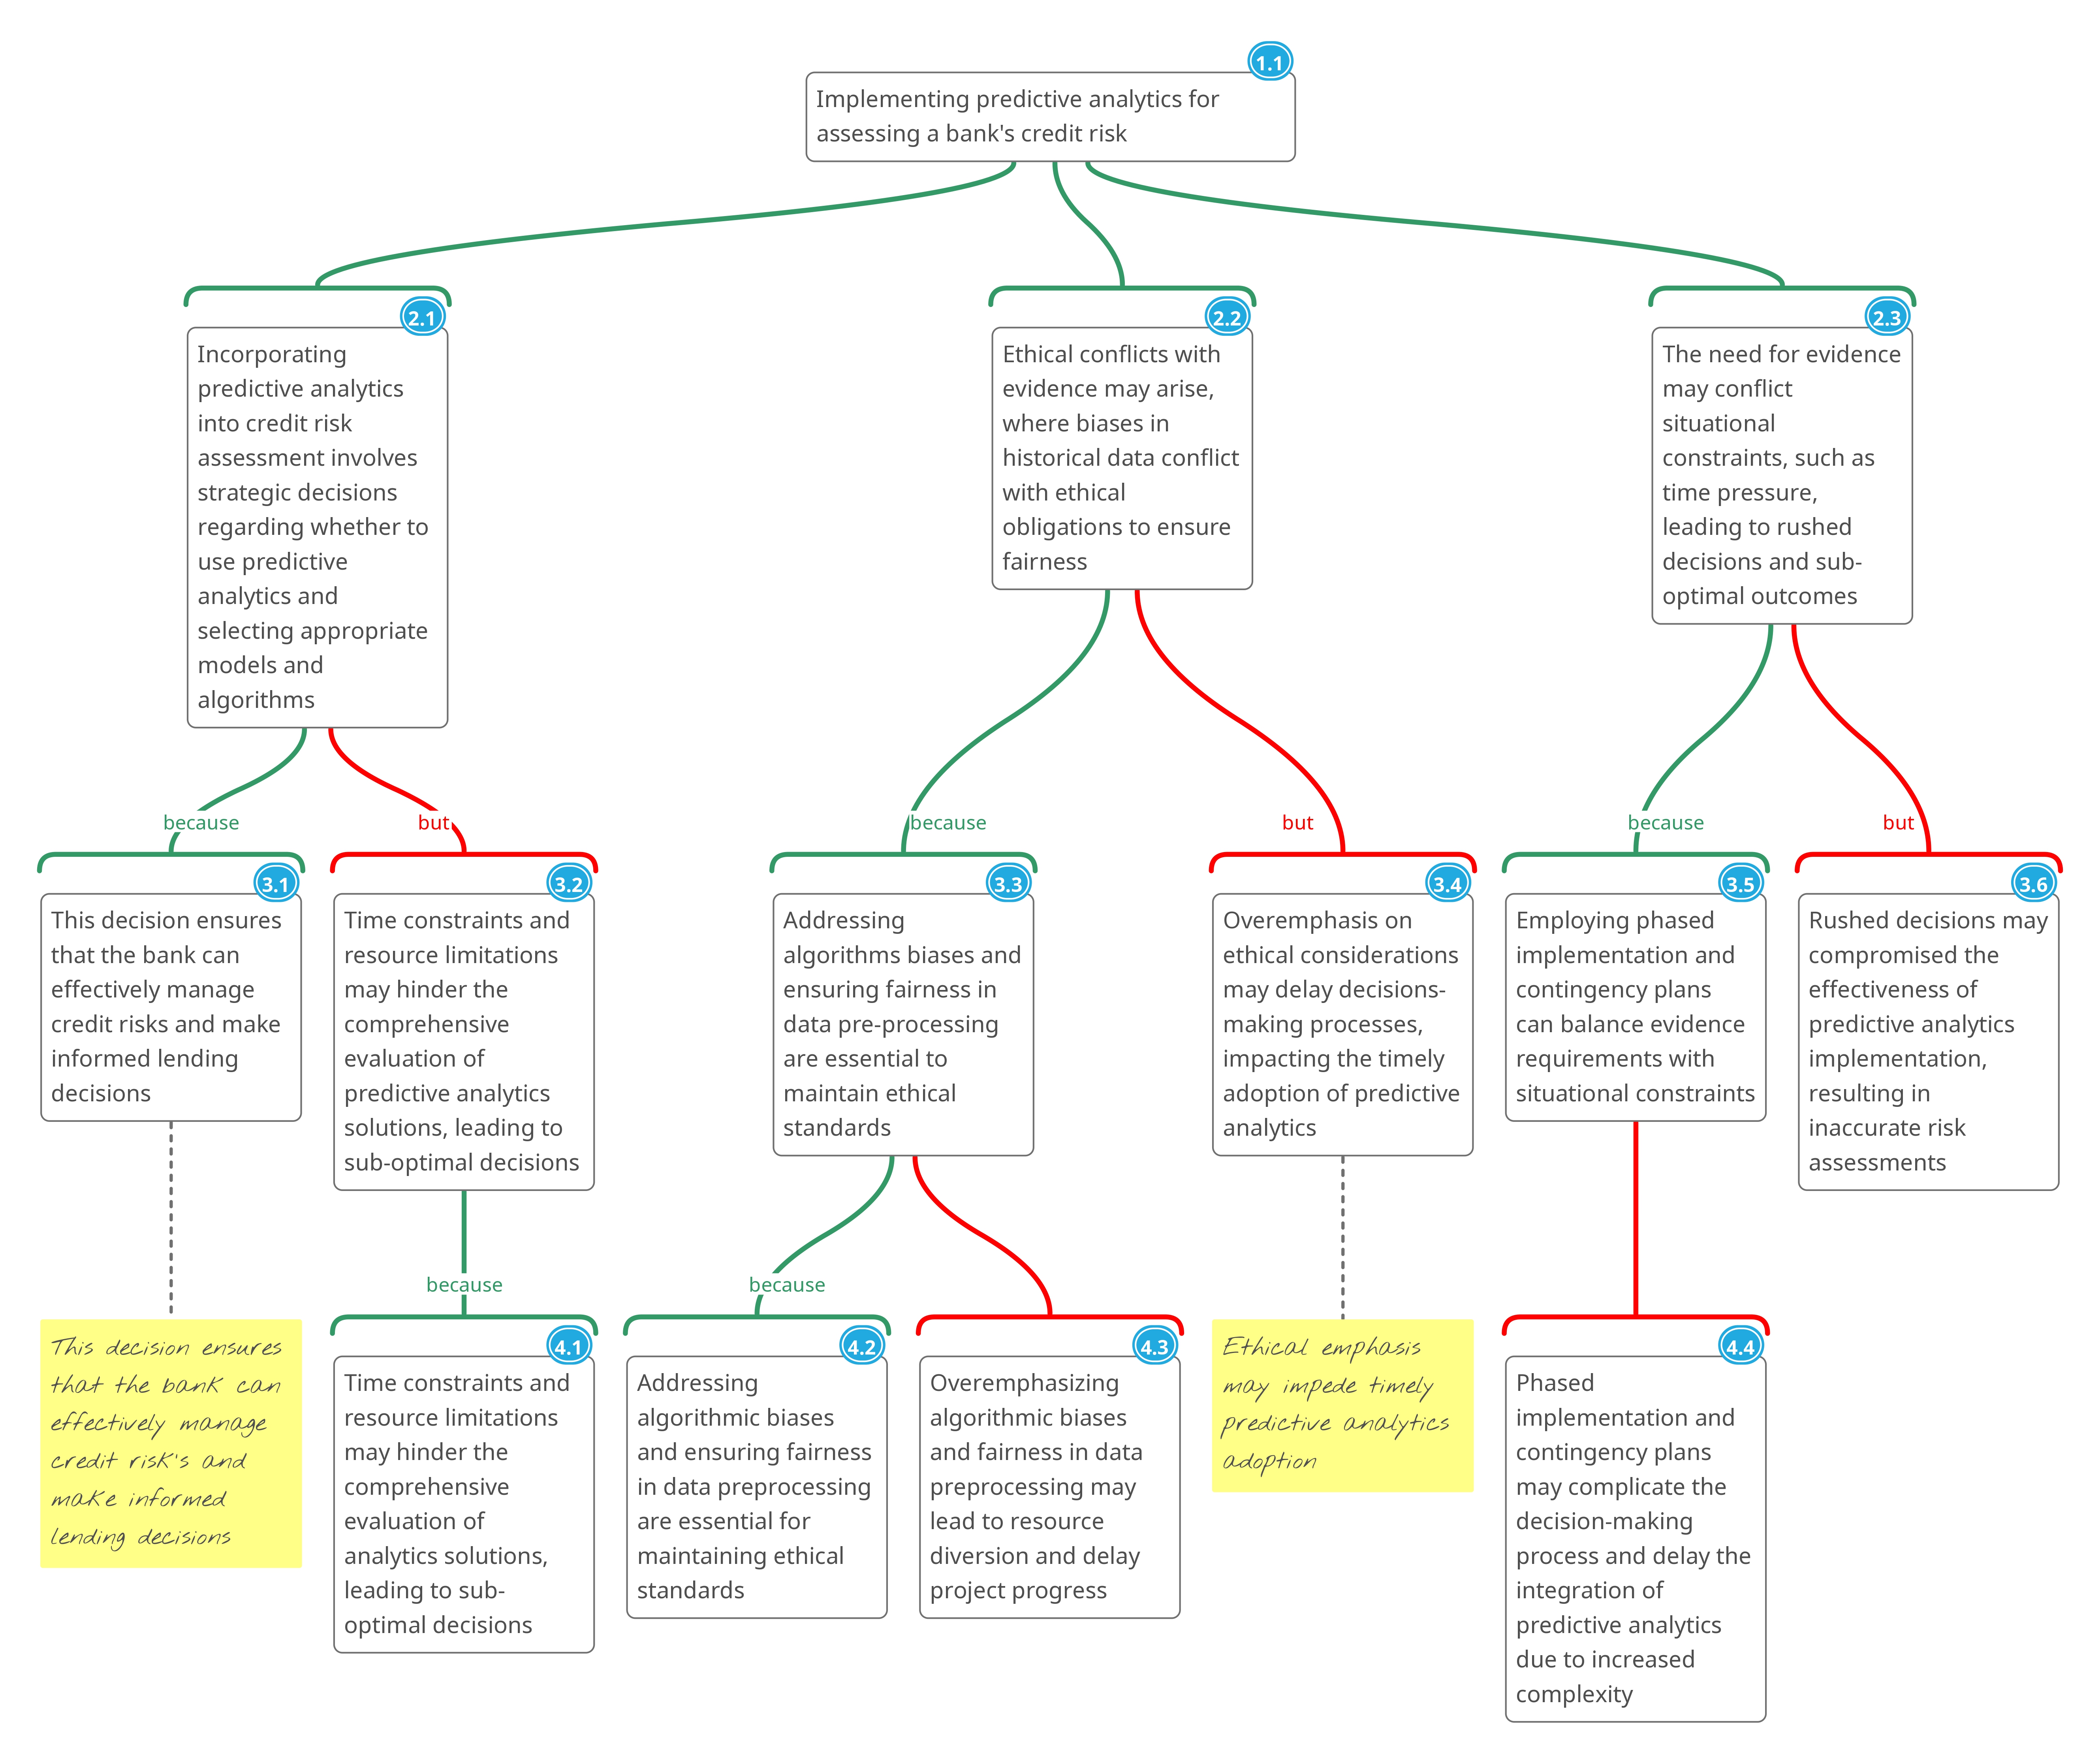 1.1
Implementing predictive analytics for
assessing a bank's credit risk
2.1
Incorporating
predictive analytics
into credit risk
assessment involves
strategic decisions
regarding whether to
use predictive
analytics and
selecting appropriate
models and
algorithms
2.2
Ethical conflicts with
evidence may arise,
where biases in
historical data conflict
with ethical
obligations to ensure
fairness
2.3
The need for evidence
may conflict
situational
constraints, such as
time pressure,
leading to rushed
decisions and sub-
optimal outcomes
because
but
because
but
because
but
3.1
This decision ensures
that the bank can
effectively manage
credit risks and make
informed lending
decisions
3.2
Time constraints and
resource limitations
may hinder the
comprehensive
evaluation of
predictive analytics
solutions, leading to
sub-optimal decisions
3.3
Addressing
algorithms biases and
ensuring fairness in
data pre-processing
are essential to
maintain ethical
standards
3.4
Overemphasis on
ethical considerations
may delay decisions-
making processes,
impacting the timely
adoption of predictive
analytics
3.5
Employing phased
implementation and
contingency plans
can balance evidence
requirements with
situational constraints
3.6
Rushed decisions may
compromised the
effectiveness of
predictive analytics
implementation,
resulting in
inaccurate risk
assessments
because
because
This decision ensures
that the bank can
effectively manage
credit risk's and
make informed
lending decisions
4.1
Time constraints and
resource limitations
may hinder the
comprehensive
evaluation of
analytics solutions,
leading to sub-
optimal decisions
4.2
Addressing
algorithmic biases
and ensuring fairness
in data preprocessing
are essential for
maintaining ethical
standards
4.3
Overemphasizing
algorithmic biases
and fairness in data
preprocessing may
lead to resource
diversion and delay
project progress
Ethical emphasis
may impede timely
predictive analytics
adoption
4.4
Phased
implementation and
contingency plans
may complicate the
decision-making
process and delay the
integration of
predictive analytics
due to increased
complexity